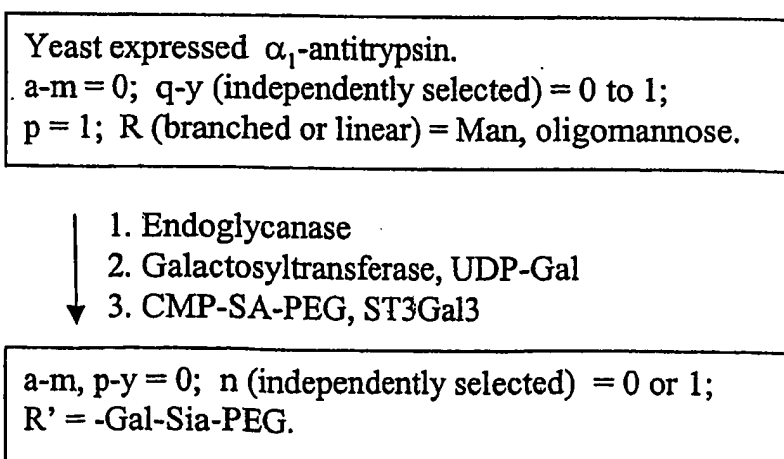 Yeast expressed α₁-antitrypsin.
a-m = 0; q-y (independently selected) = 0 to 1;
p = 1; R (branched or linear) = Man, oligomannose.
1. Endoglycanase
2. Galactosyltransferase, UDP-Gal
3. CMP-SA-PEG, ST3Gal3
a-m, p-y = 0; n (independently selected) = 0 or 1;
R’ = -Gal-Sia-PEG.